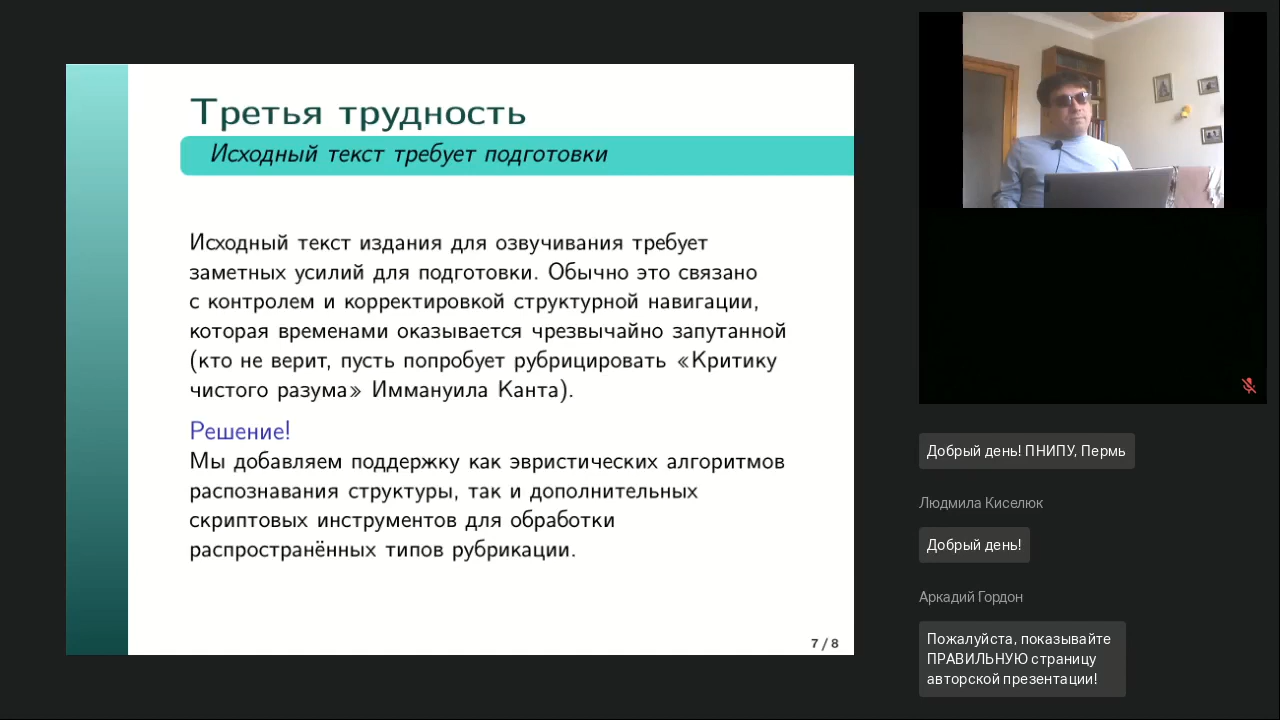 Третья трудность
Исходный текст требует подготовки
Исходный текст издания для озвучивания требует
заметных усилий для подготовки. Обычно это связано
с контролем и корректировкой структурной навигации,
которая временами оказывается чрезвычайно запутанной
(кто не верит, пусть попробует рубрицировать «Критику
чистого разума» Иммануила Канта).
Решение!
Мы добавляем поддержку как эвристических алгоритмов
распознавания структуры, так и дополнительных
скриптовых инструментов для обработки
распространённых типов рубрикации.
7 / 8
Добрый день! ПНИПУ, Пермь
Людмила Киселюк
Добрый день!
Аркадий Гордон
Пожалуйста, показывайте
ПРАВИЛЬНУЮ страницу
авторской презентации!